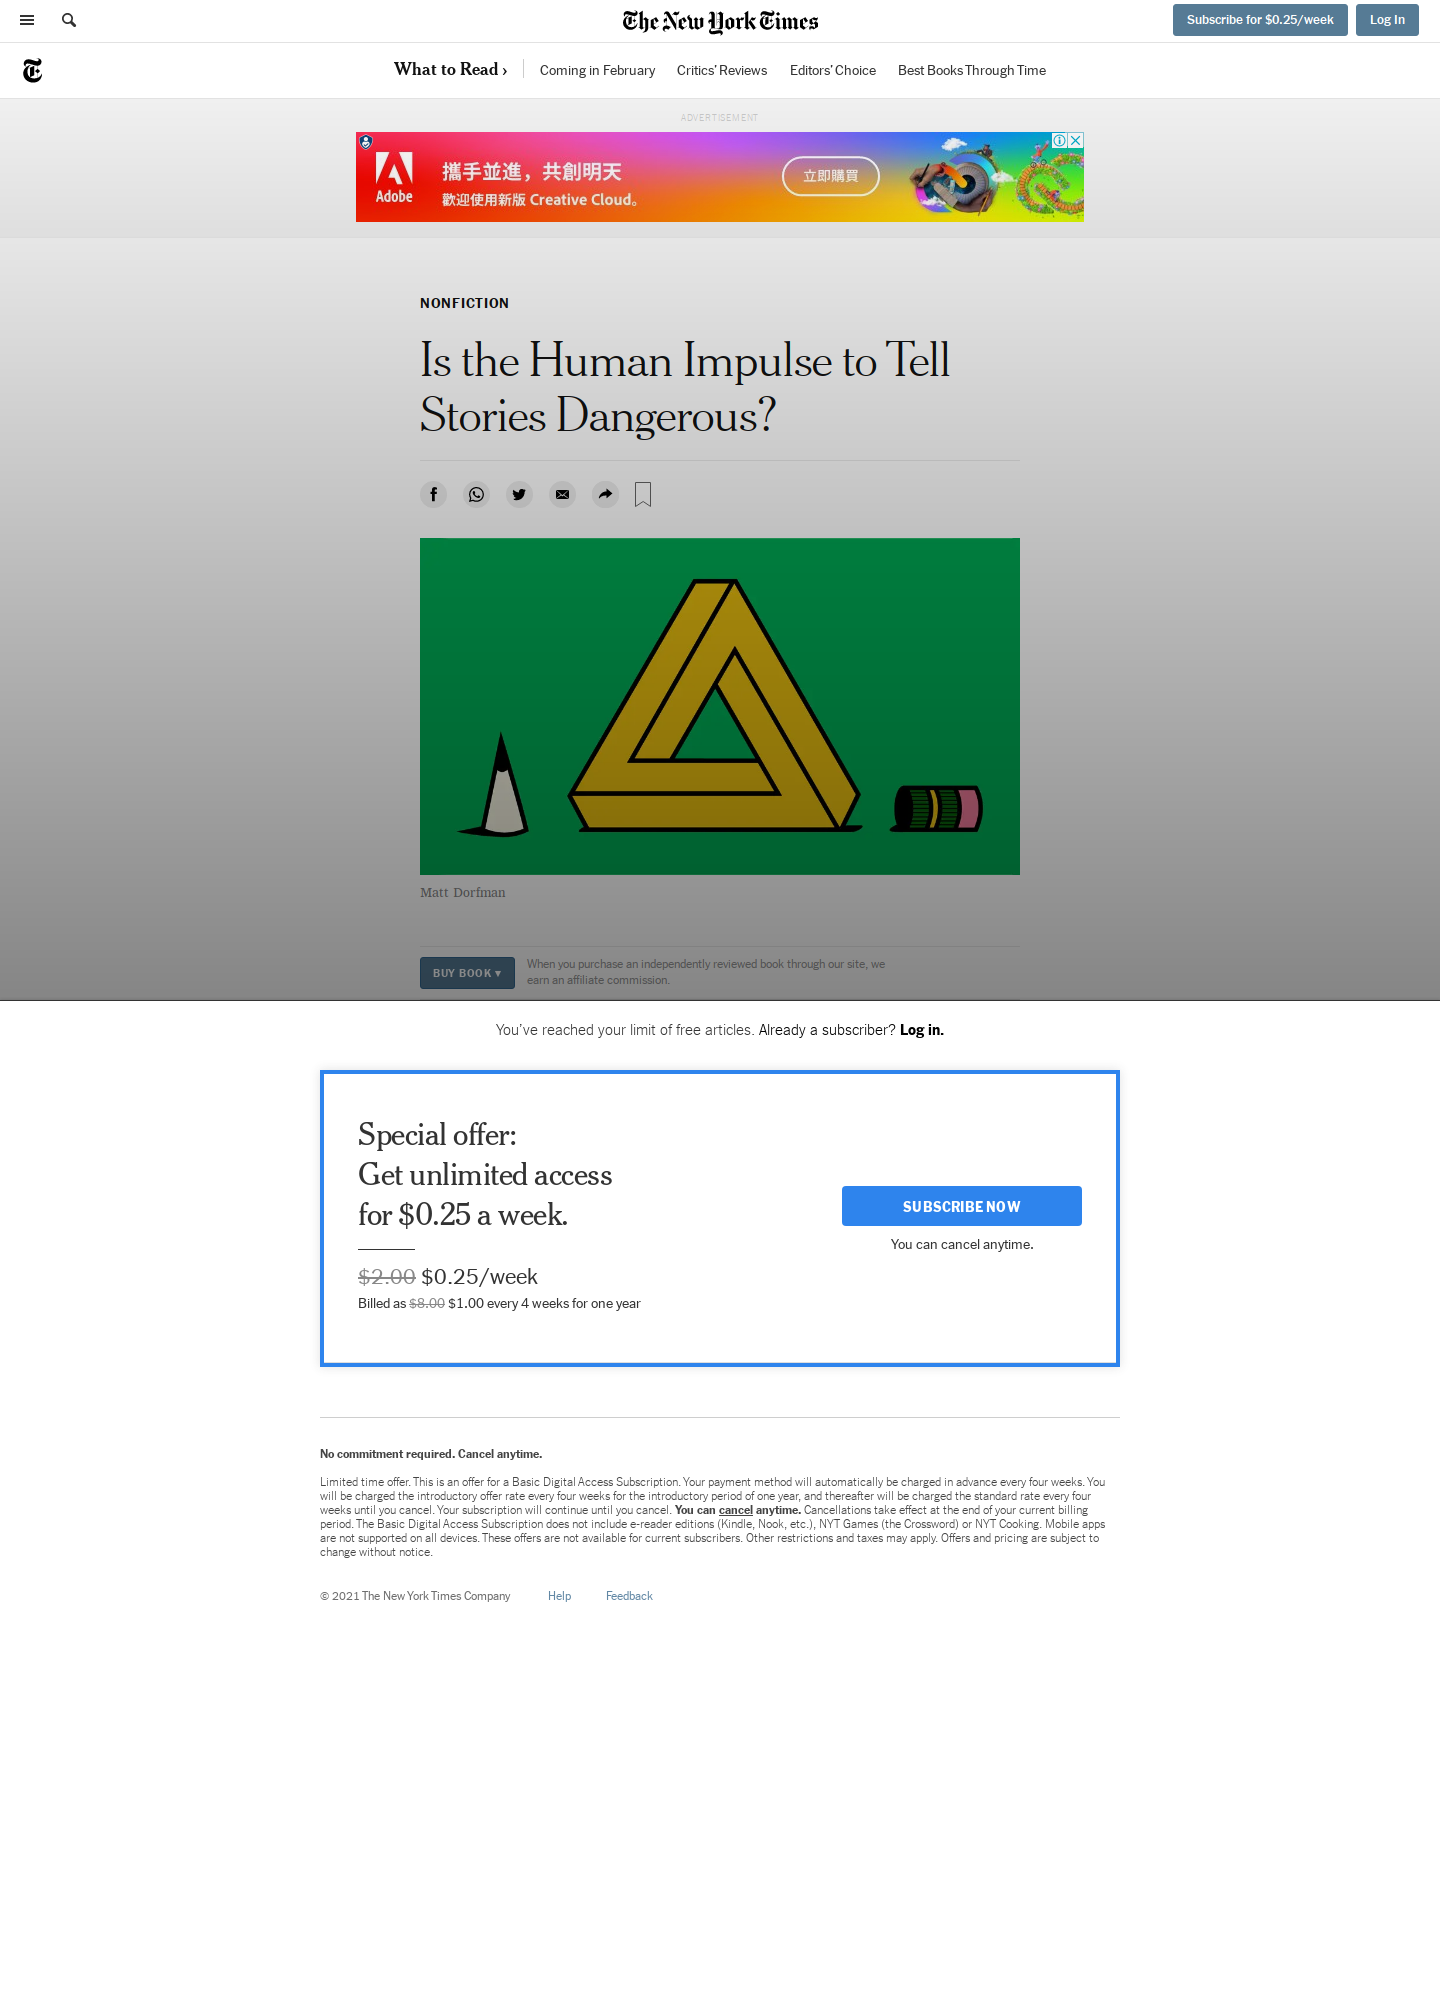 The New York Times
Subscribe for $0.25/week
Log In
T
What to Read ›
Coming in February
Critics’ Reviews
Editors’ Choice
Best Books Through Time
ADVERTISEMENT
Adobe
攜手並進，共創明天
歡迎使用新版 Creative Cloud。
立即購買
NONFICTION
Is the Human Impulse to Tell
Stories Dangerous?
Matt Dorfman
BUY BOOK ▾
When you purchase an independently reviewed book through our site, we
earn an affiliate commission.
You’ve reached your limit of free articles. Already a subscriber? Log in.
Special offer:
Get unlimited access
for $0.25 a week.
$2.00 $0.25/week
Billed as $8.00 $1.00 every 4 weeks for one year
SUBSCRIBE NOW
You can cancel anytime.
No commitment required. Cancel anytime.
Limited time offer. This is an offer for a Basic Digital Access Subscription. Your payment method will automatically be charged in advance every four weeks. You
will be charged the introductory offer rate every four weeks for the introductory period of one year, and thereafter will be charged the standard rate every four
weeks until you cancel. Your subscription will continue until you cancel. You can cancel anytime. Cancellations take effect at the end of your current billing
period. The Basic Digital Access Subscription does not include e-reader editions (Kindle, Nook, etc.), NYT Games (the Crossword) or NYT Cooking. Mobile apps
are not supported on all devices. These offers are not available for current subscribers. Other restrictions and taxes may apply. Offers and pricing are subject to
change without notice.
© 2021 The New York Times Company
Help
Feedback